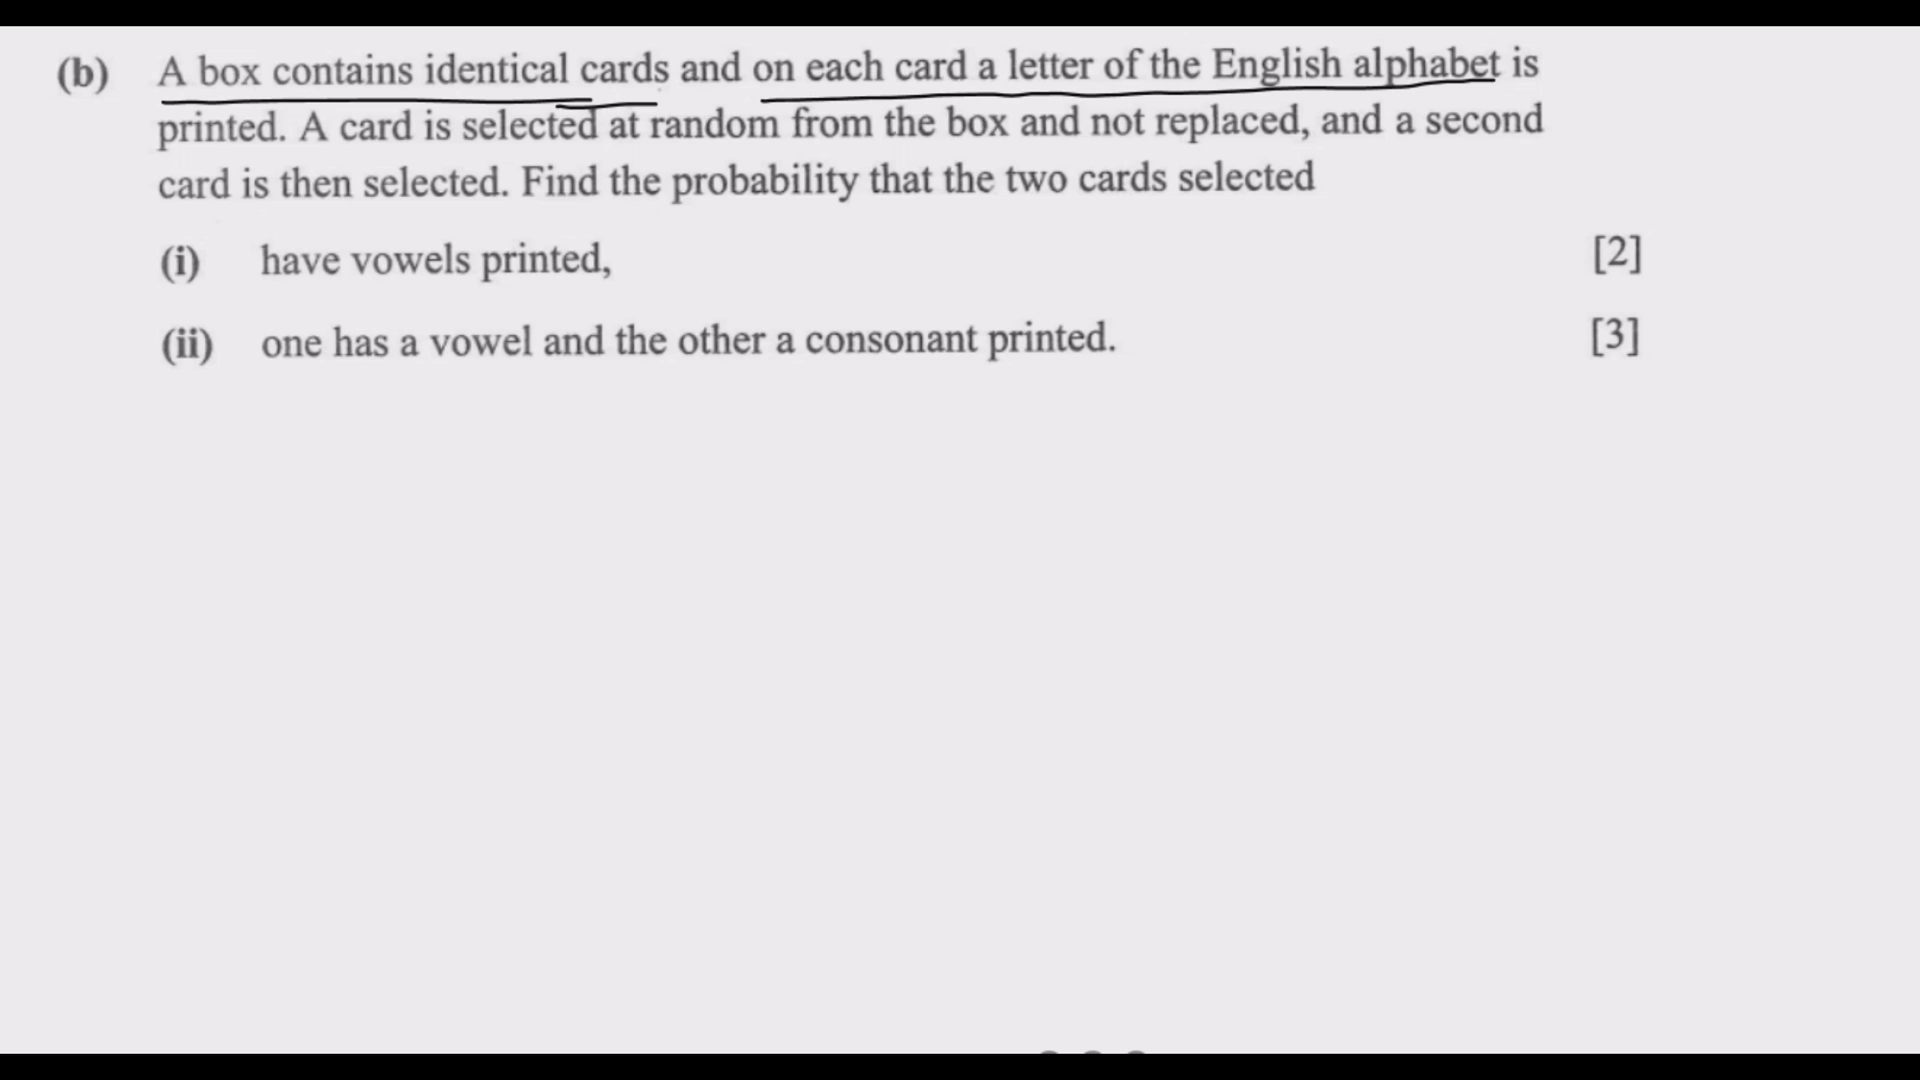 (b) A box contains identical cards and on each card a letter of the English alphabet is
printed. A card is selected at random from the box and not replaced, and a second
card is then selected. Find the probability that the two cards selected
(i) have vowels printed, [2]
(ii) one has a vowel and the other a consonant printed. [3]